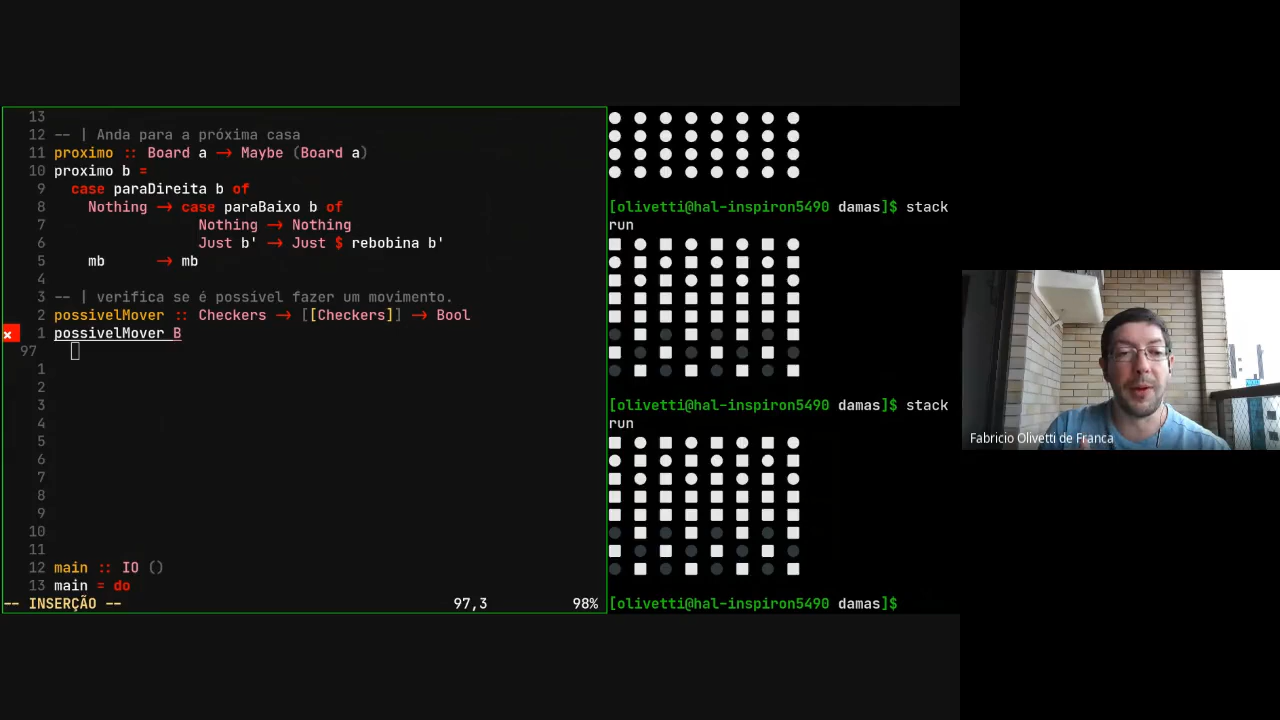 13
12 -- | Anda para a próxima casa
11 proximo :: Board a → Maybe (Board a)
10 proximo b =
9 case paraDireita b of
8 Nothing → case paraBaixo b of
7 Nothing → Nothing
6 Just b' → Just $ rebobina b'
5 mb → mb
4
3 -- | verifica se é possível fazer um movimento.
2 possivelMover :: Checkers → [[Checkers]] → Bool
× 1 possivelMover B
97
1
2
3
4
5
6
7
8
9
10
11
12 main :: IO ()
13 main = do
-- INSERÇÃO -- 97,3 98%
[olivetti@hal-inspiron5490 damas]$ stack
run
[olivetti@hal-inspiron5490 damas]$ stack
run
[olivetti@hal-inspiron5490 damas]$
Fabricio Olivetti de Franca